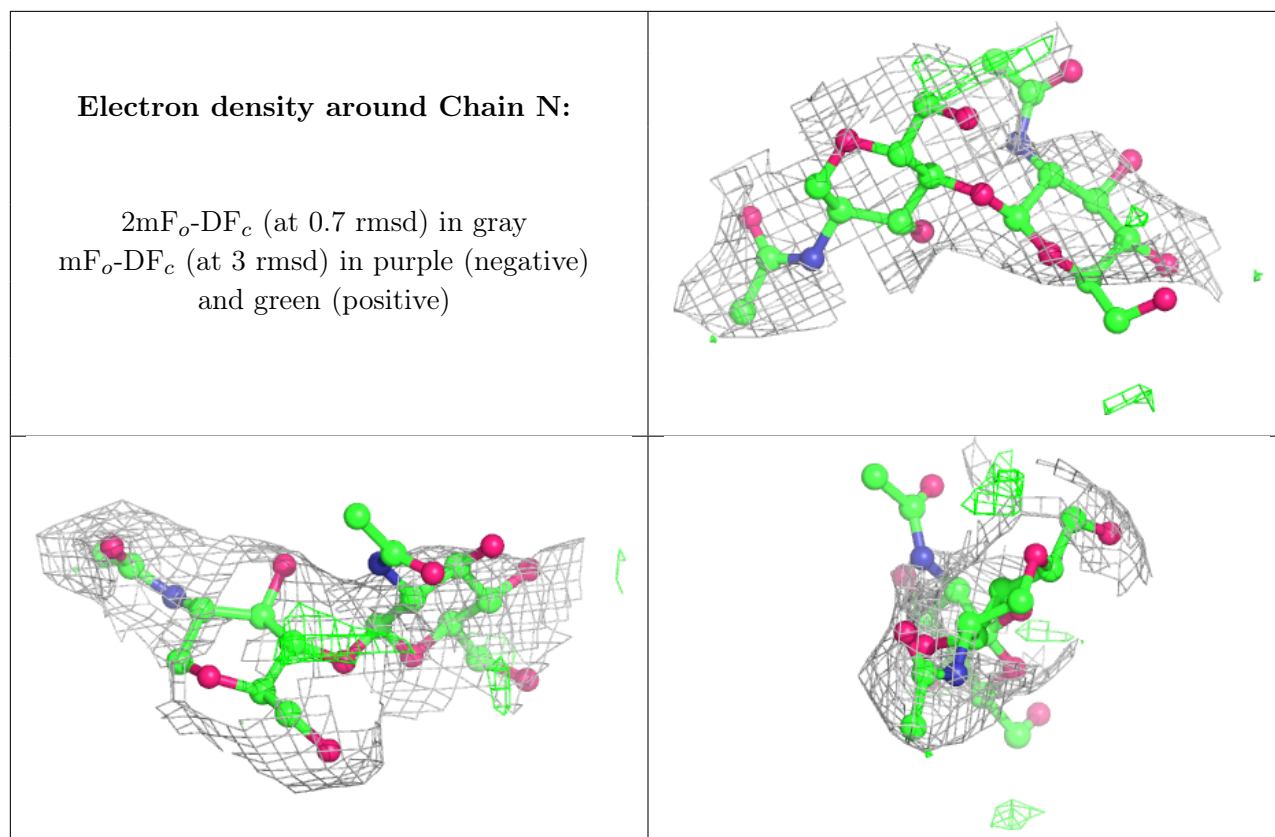 Electron density around Chain N:
2mFₒ-DF𝒸 (at 0.7 rmsd) in gray
mFₒ-DF𝒸 (at 3 rmsd) in purple (negative)
and green (positive)